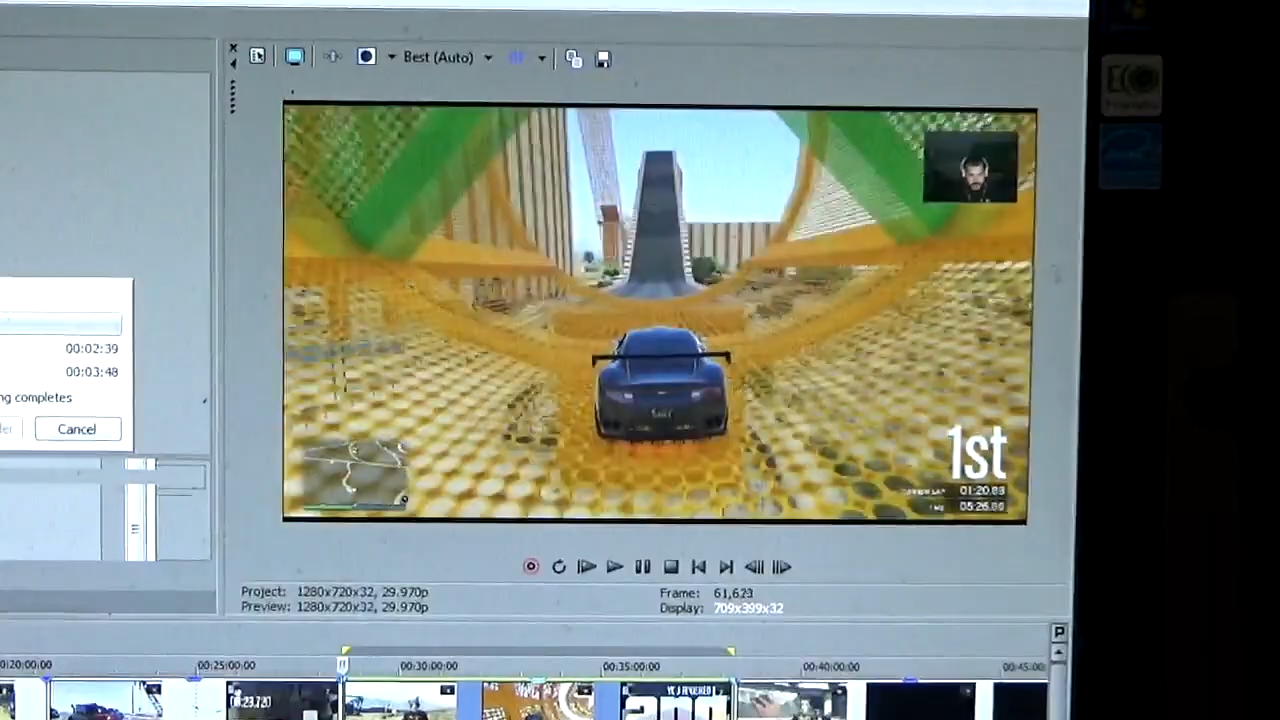 Best (Auto)
00:02:39
00:03:48
ng completes
Cancel
1st
01:20.88
05:26.86
Project: 1280x720x32, 29.970p
Preview: 1280x720x32, 29.970p
Frame: 61,623
Display: 709x399x32
P
0:20:00:00
00:25:00:00
00:30:00:00
00:35:00:00
00:40:00:00
00:45:00